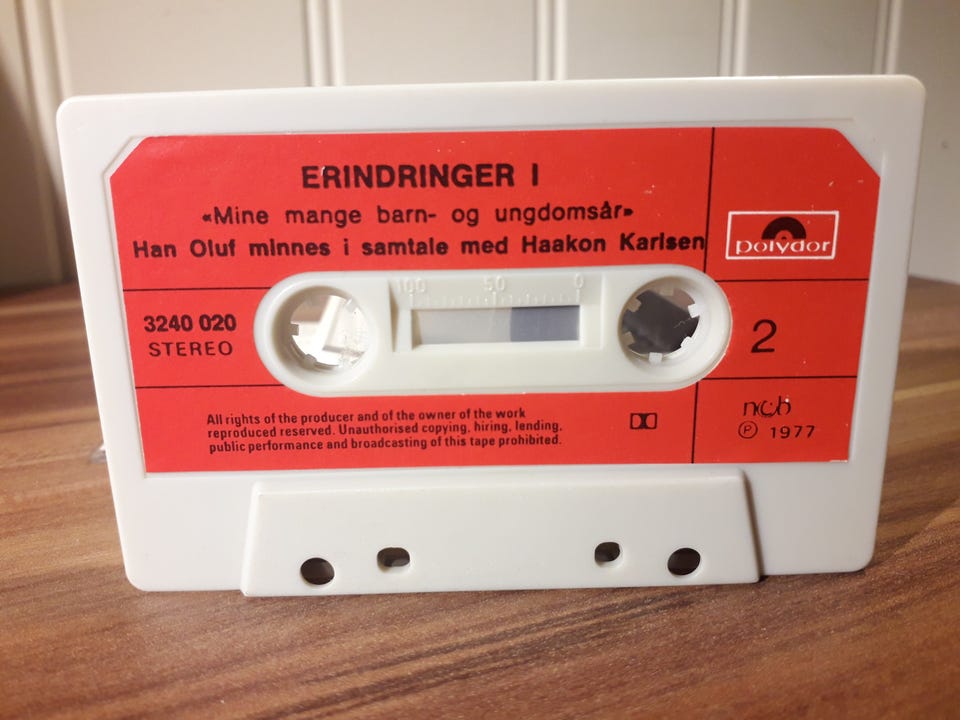 ERINDRINGER I
«Mine mange barn- og ungdomsår»
Han Oluf minnes i samtale med Haakon Karlsen
polydor
3240 020
STEREO
100 50 0
2
All rights of the producer and of the owner of the work
reproduced reserved. Unauthorised copying, hiring, lending,
public performance and broadcasting of this tape prohibited.
ncb
Ⓟ 1977